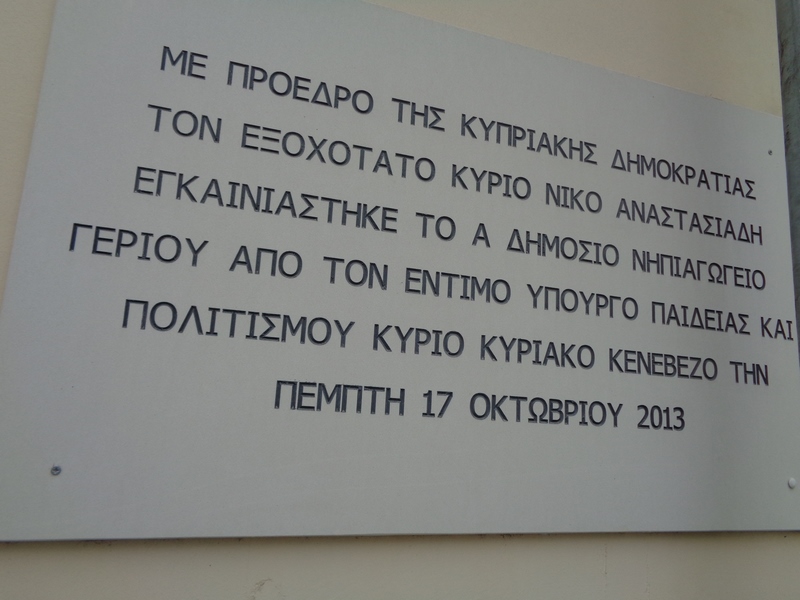 ΜΕ ΠΡΟΕΔΡΟ ΤΗΣ ΚΥΠΡΙΑΚΗΣ ΔΗΜΟΚΡΑΤΙΑΣ
ΤΟΝ ΕΞΟΧΟΤΑΤΟ ΚΥΡΙΟ ΝΙΚΟ ΑΝΑΣΤΑΣΙΑΔΗ
ΕΓΚΑΙΝΙΑΣΤΗΚΕ ΤΟ Α ΔΗΜΟΣΙΟ ΝΗΠΙΑΓΩΓΕΙΟ
ΓΕΡΙΟΥ ΑΠΟ ΤΟΝ ΕΝΤΙΜΟ ΥΠΟΥΡΓΟ ΠΑΙΔΕΙΑΣ ΚΑΙ
ΠΟΛΙΤΙΣΜΟΥ ΚΥΡΙΟ ΚΥΡΙΑΚΟ ΚΕΝΕΒΕΖΟ ΤΗΝ
ΠΕΜΠΤΗ 17 ΟΚΤΩΒΡΙΟΥ 2013